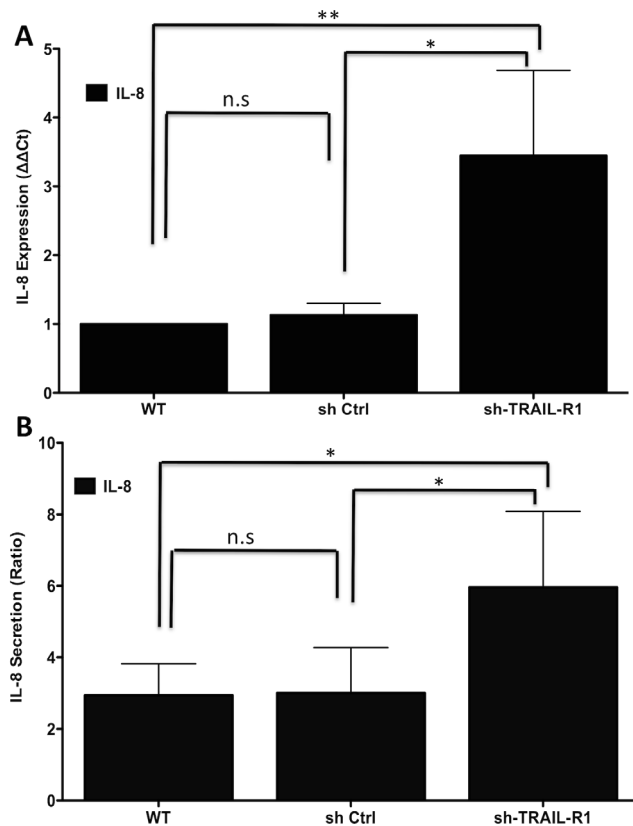 A
**
5
*
IL-8
n.s
4
3
2
1
0
IL-8 Expression (ΔΔCt)
WT sh Ctrl sh-TRAIL-R1
B
10
*
IL-8
*
8
n.s
6
4
2
0
IL-8 Secretion (Ratio)
WT sh Ctrl sh-TRAIL-R1